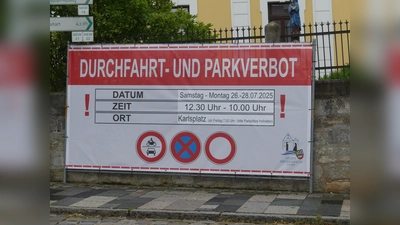 DURCHFAHRT- UND PARKVERBOT
! DATUM Samstag - Montag 26.-28.07.2025 !
ZEIT 12.30 Uhr - 10.00 Uhr
ORT Karlsplatz